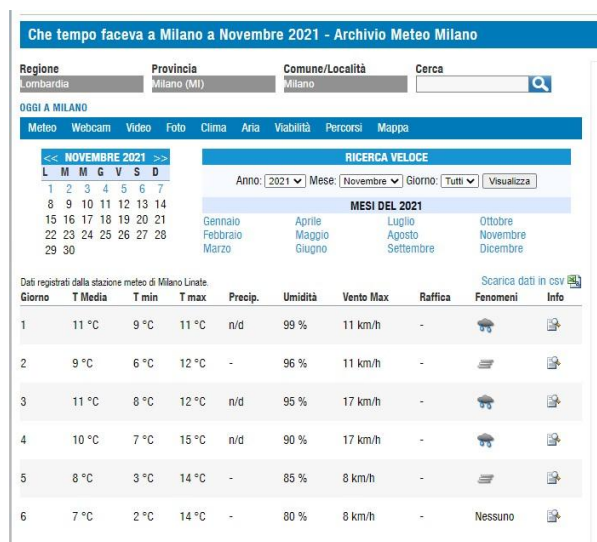 Che tempo faceva a Milano a Novembre 2021 - Archivio Meteo Milano
Regione Provincia Comune/Località Cerca
Lombardia Milano (MI) Milano
OGGI A MILANO
Meteo Webcam Video Foto Clima Aria Viabilità Percorsi Mappa
<< NOVEMBRE 2021 >>
L M M G V S D
1 2 3 4 5 6 7
8 9 10 11 12 13 14
15 16 17 18 19 20 21
22 23 24 25 26 27 28
29 30
RICERCA VELOCE
Anno: 2021 Mese: Novembre Giorno: Tutti Visualizza
MESI DEL 2021
Gennaio Aprile Luglio Ottobre
Febbraio Maggio Agosto Novembre
Marzo Giugno Settembre Dicembre
Dati registrati dalla stazione meteo di Milano Linate. Scarica dati in csv
Giorno T Media T min T max Precip. Umidità Vento Max Raffica Fenomeni Info
1 11 °C 9 °C 11 °C n/d 99 % 11 km/h -
2 9 °C 6 °C 12 °C - 96 % 11 km/h -
3 11 °C 8 °C 12 °C n/d 95 % 17 km/h -
4 10 °C 7 °C 15 °C n/d 90 % 17 km/h -
5 8 °C 3 °C 14 °C - 85 % 8 km/h -
6 7 °C 2 °C 14 °C - 80 % 8 km/h - Nessuno